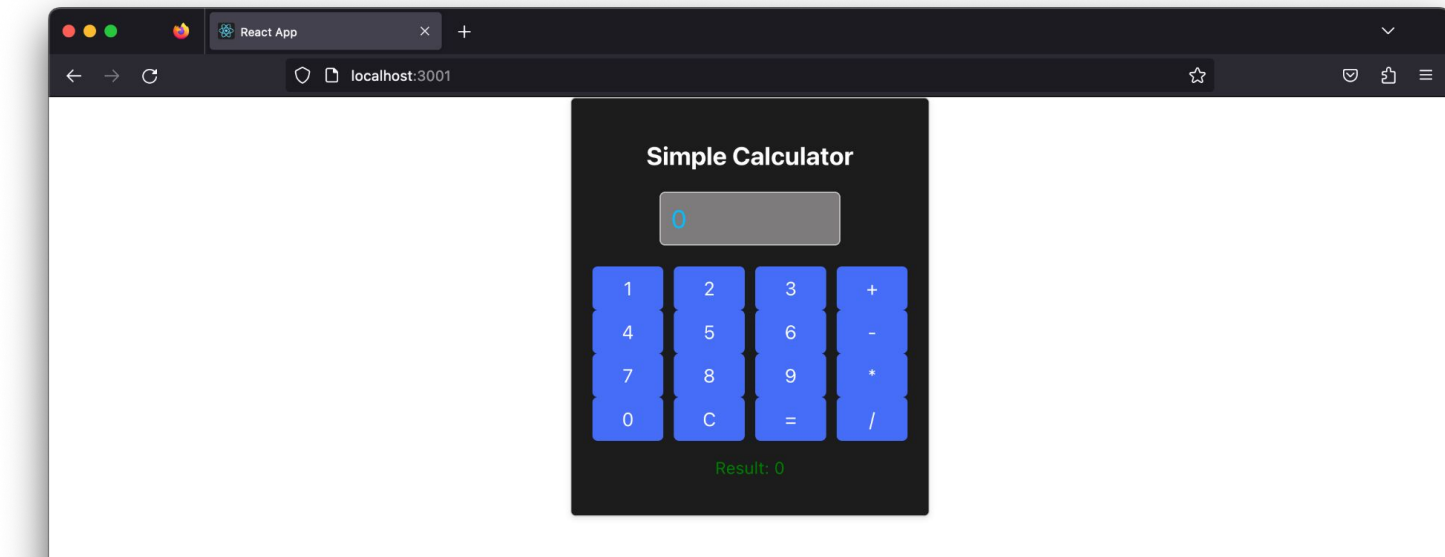 React App
localhost:3001
Simple Calculator
0
1 2 3 +
4 5 6 -
7 8 9 *
0 C = /
Result: 0